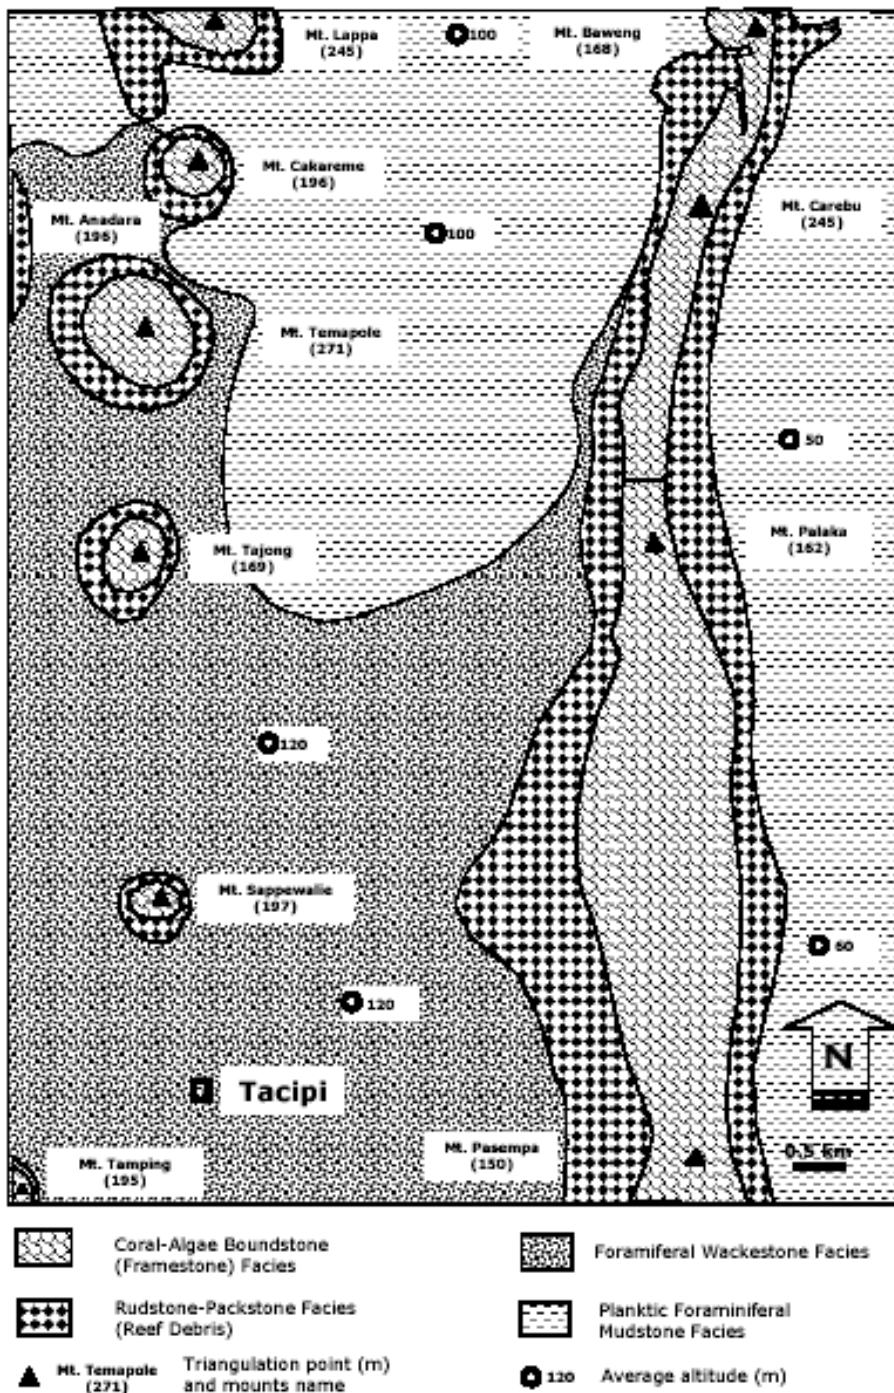 Mt. Lappa
(245)
100
Mt. Baweng
(168)
Mt. Cakareme
(196)
Mt. Anadara
(196)
100
Mt. Carebu
(245)
Mt. Temapole
(271)
50
Mt. Tajong
(169)
Mt. Palaka
(162)
120
Mt. Sappewalie
(197)
60
120
N
Tacipi
Mt. Tamping
(195)
Mt. Pasempa
(150)
0.5 km
Coral-Algae Boundstone
(Framestone) Facies
Foramiferal Wackestone Facies
Rudstone-Packstone Facies
(Reef Debris)
Planktic Foraminiferal
Mudstone Facies
Mt. Temapole
(271)
Triangulation point (m)
and mounts name
120
Average altitude (m)